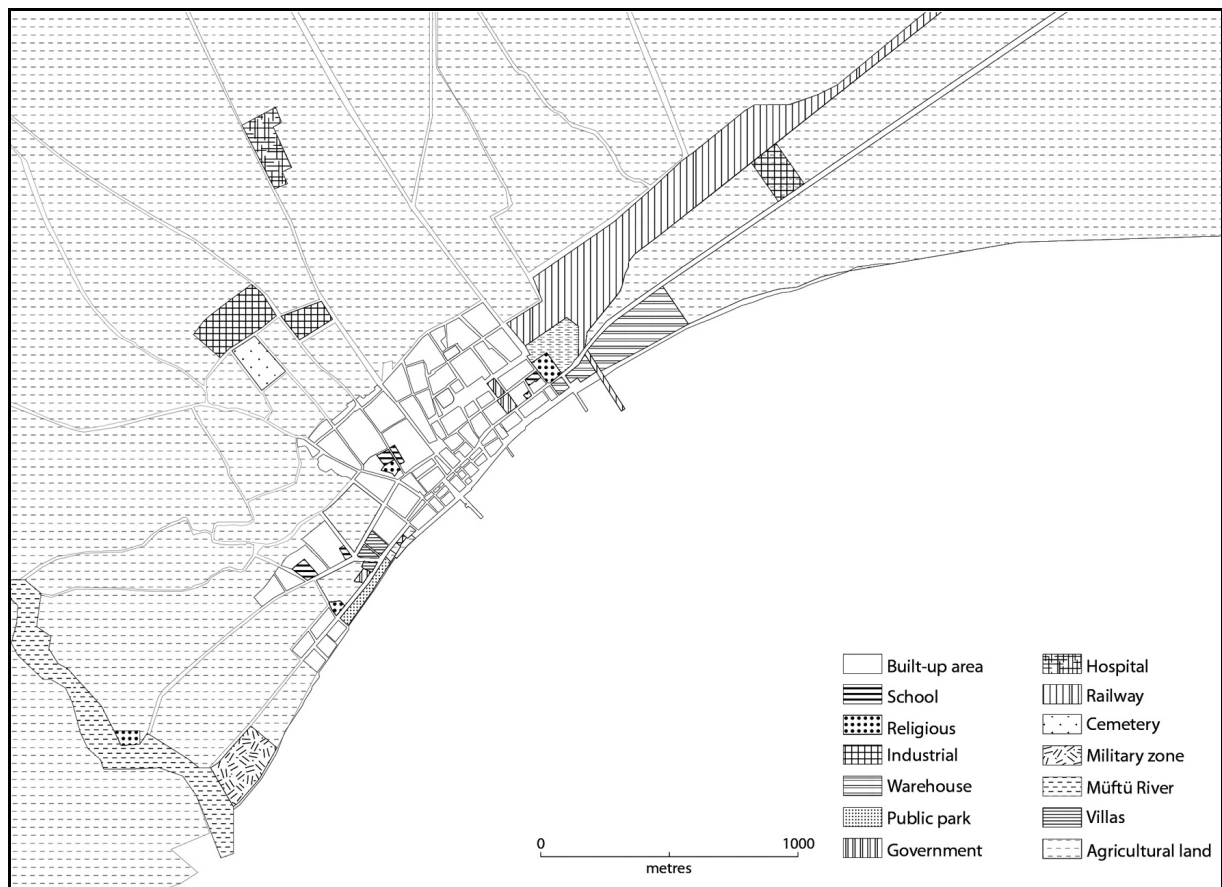 Built-up area
School
Religious
Industrial
Warehouse
Public park
Government
Hospital
Railway
Cemetery
Military zone
Müftü River
Villas
Agricultural land
0 1000
metres